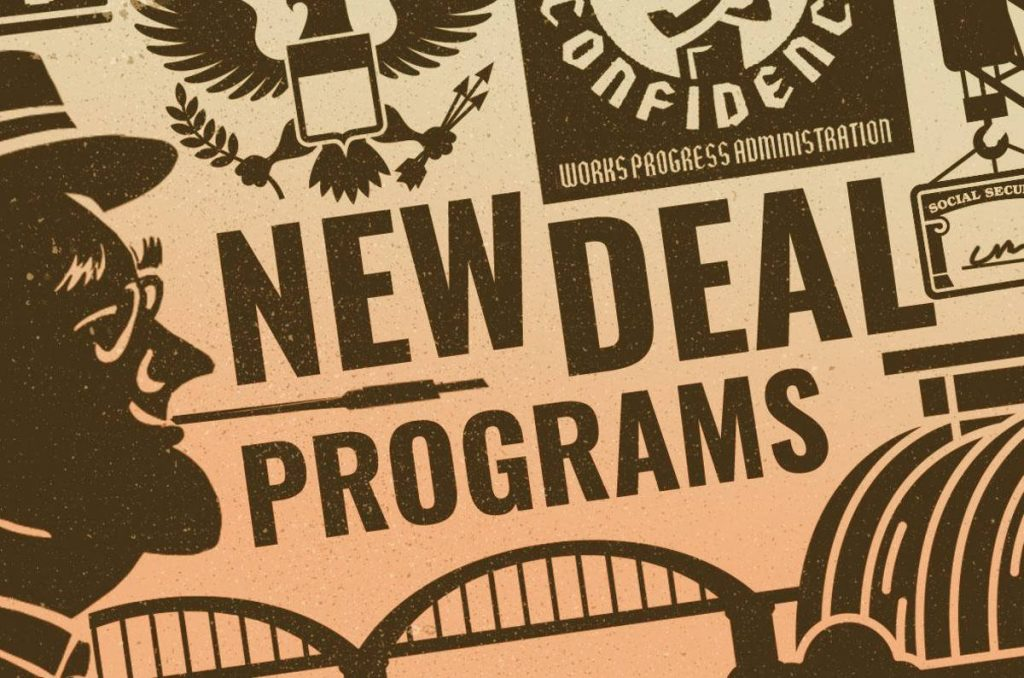 CONFIDENC
WORKS PROGRESS ADMINISTRATION
SOCIAL SECU
NEW DEAL
PROGRAMS